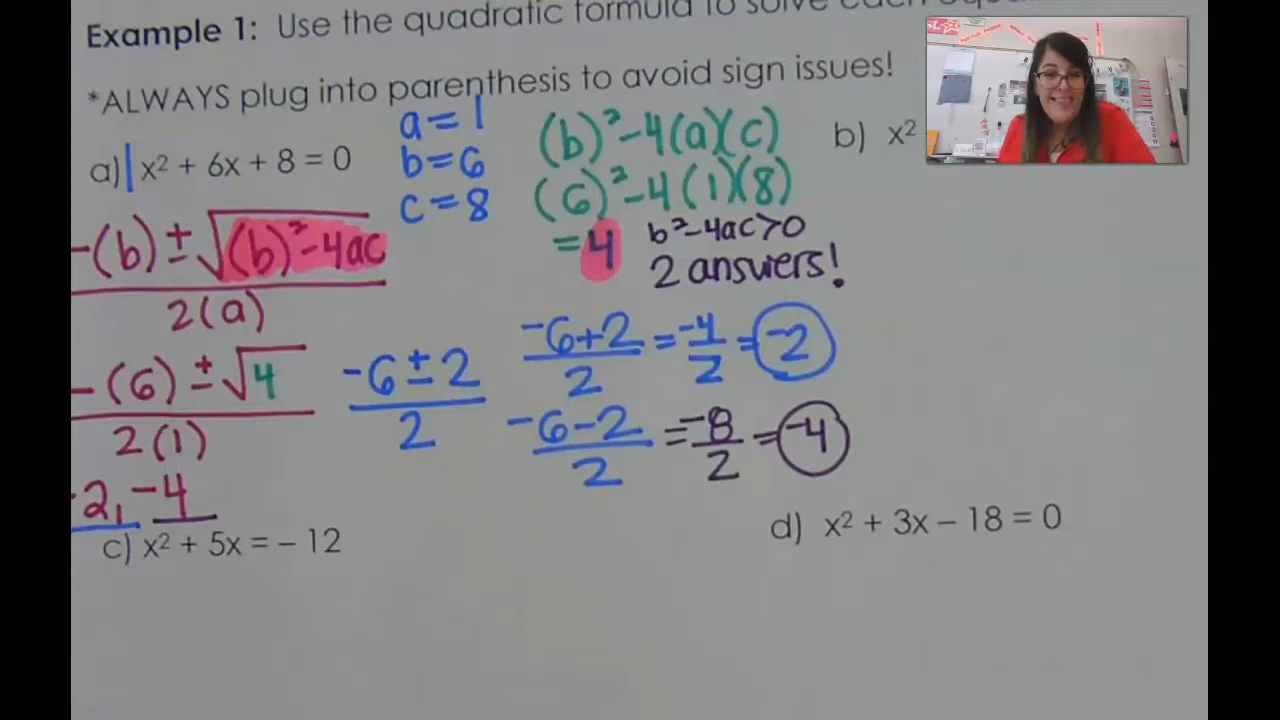 Example 1: Use the quadratic formula to solve each
*ALWAYS plug into parenthesis to avoid sign issues!
a) 1x² + 6x + 8 = 0
a = 1
b = 6
c = 8
(b)² - 4(a)(c)
(6)² - 4(1)(8)
= 4
b² - 4ac > 0
2 answers!
b) x²
-(b) ± √(b)² - 4ac
2(a)
-(6) ± √4
2(1)
-6 ± 2
2
-6+2 = -4 = -2
2 2
-6-2 = -8 = -4
2 2
-2, -4
c) x² + 5x = – 12
d) x² + 3x – 18 = 0